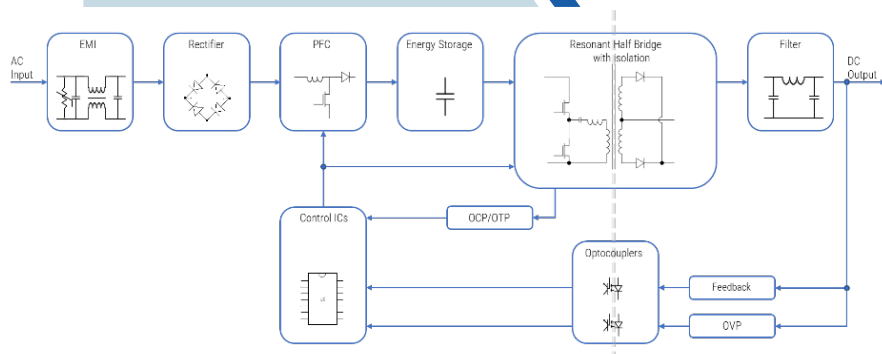 EMI
Rectifier
PFC
Energy Storage
Resonant Half Bridge
with isolation
Filter
AC
Input
DC
Output
Control ICs
OCP/OTP
Optocouplers
Feedback
OVP